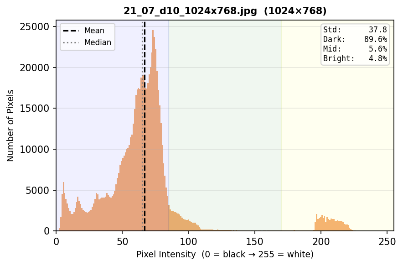 21_07_d10_1024x768.jpg  (1024×768)
Mean
Median
Std:      37.8
Dark:    89.6%
Mid:      5.6%
Bright:   4.8%
Number of Pixels
25000
20000
15000
10000
5000
0
0 50 100 150 200 250
Pixel Intensity  (0 = black → 255 = white)